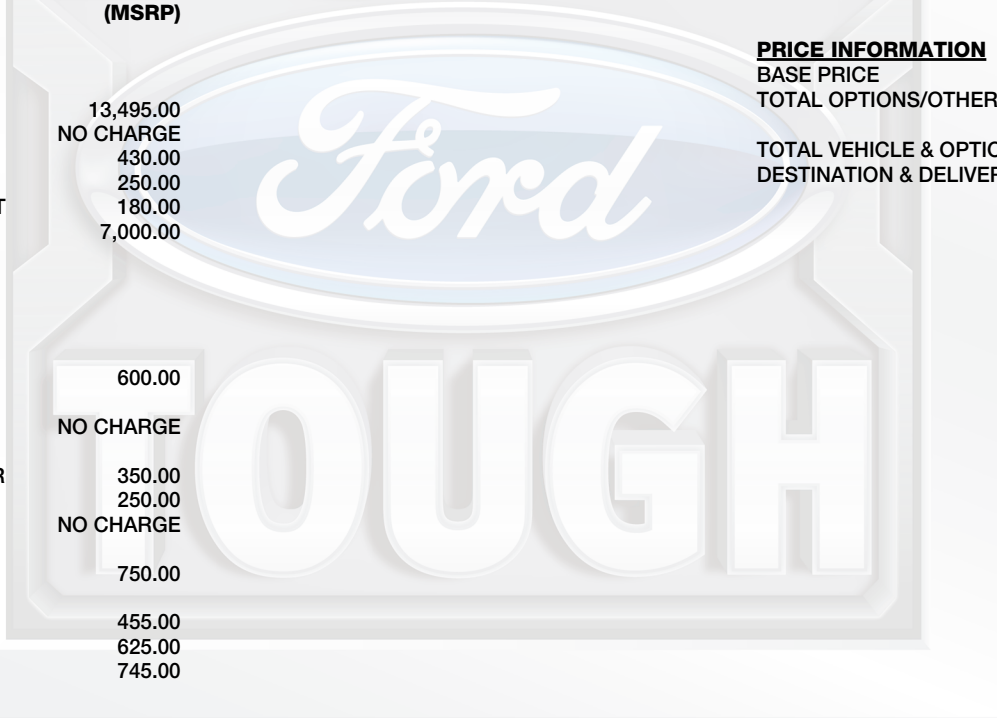 (MSRP)
13,495.00
NO CHARGE
430.00
250.00
T 180.00
7,000.00
600.00
NO CHARGE
R 350.00
250.00
NO CHARGE
750.00
455.00
625.00
745.00
PRICE INFORMATION
BASE PRICE
TOTAL OPTIONS/OTHER
TOTAL VEHICLE & OPTIO
DESTINATION & DELIVER
Ford
TOUGH